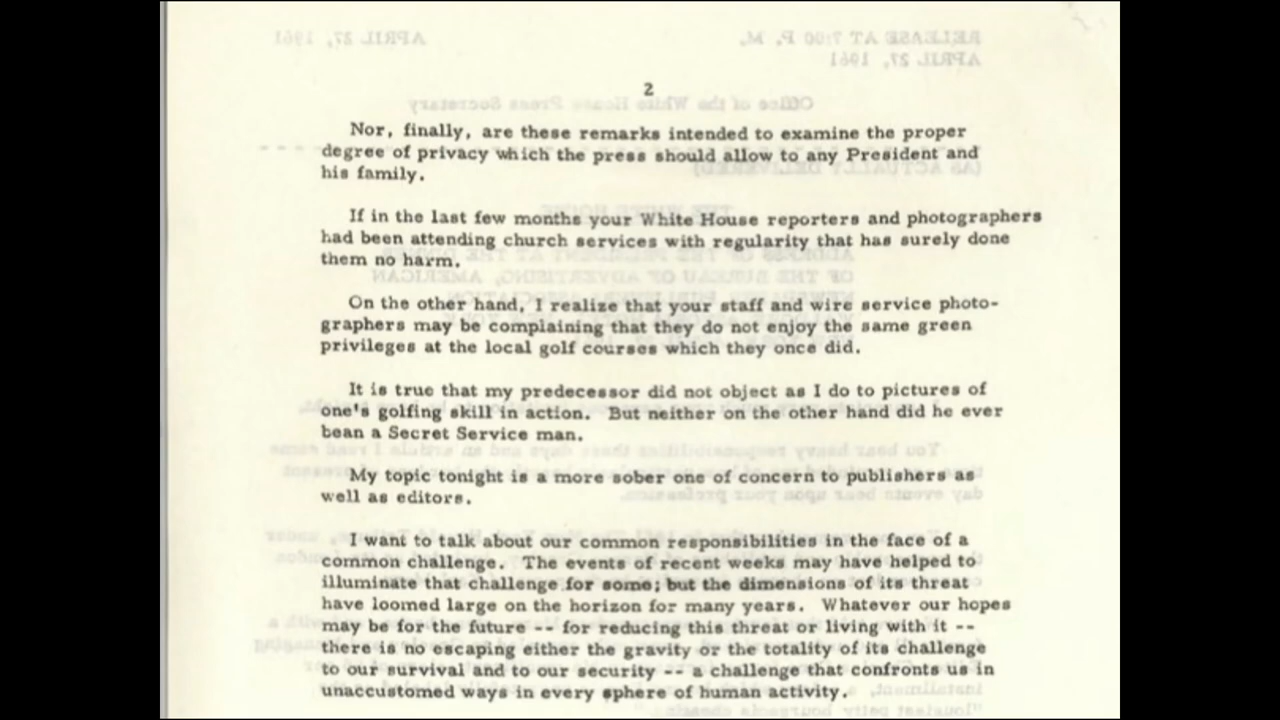 2
Nor, finally, are these remarks intended to examine the proper
degree of privacy which the press should allow to any President and
his family.
If in the last few months your White House reporters and photographers
had been attending church services with regularity that has surely done
them no harm.
On the other hand, I realize that your staff and wire service photo-
graphers may be complaining that they do not enjoy the same green
privileges at the local golf courses which they once did.
It is true that my predecessor did not object as I do to pictures of
one's golfing skill in action. But neither on the other hand did he ever
bean a Secret Service man.
My topic tonight is a more sober one of concern to publishers as
well as editors.
I want to talk about our common responsibilities in the face of a
common challenge. The events of recent weeks may have helped to
illuminate that challenge for some; but the dimensions of its threat
have loomed large on the horizon for many years. Whatever our hopes
may be for the future -- for reducing this threat or living with it --
there is no escaping either the gravity or the totality of its challenge
to our survival and to our security -- a challenge that confronts us in
unaccustomed ways in every sphere of human activity.